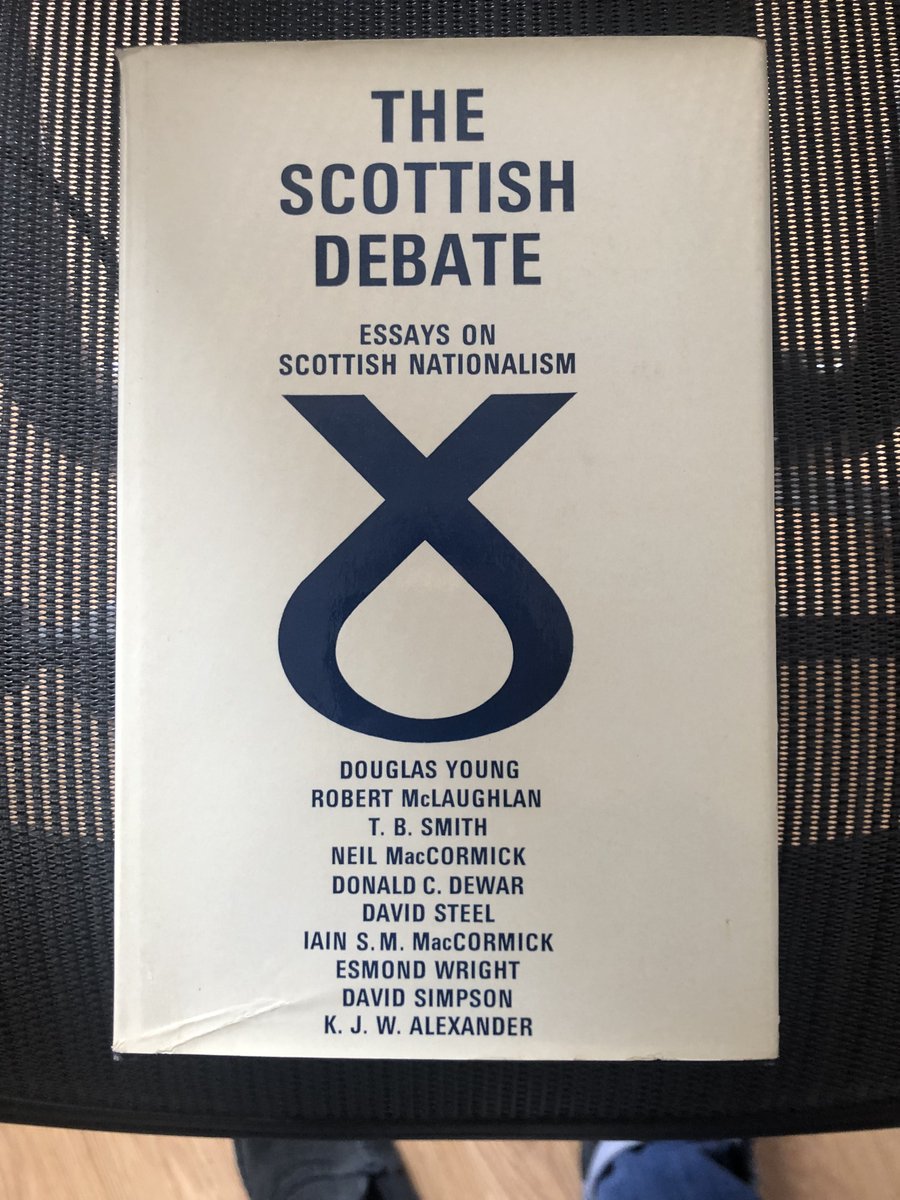 THE
SCOTTISH
DEBATE
ESSAYS ON
SCOTTISH NATIONALISM
DOUGLAS YOUNG
ROBERT McLAUGHLAN
T. B. SMITH
NEIL MacCORMICK
DONALD C. DEWAR
DAVID STEEL
IAIN S. M. MacCORMICK
ESMOND WRIGHT
DAVID SIMPSON
K. J. W. ALEXANDER